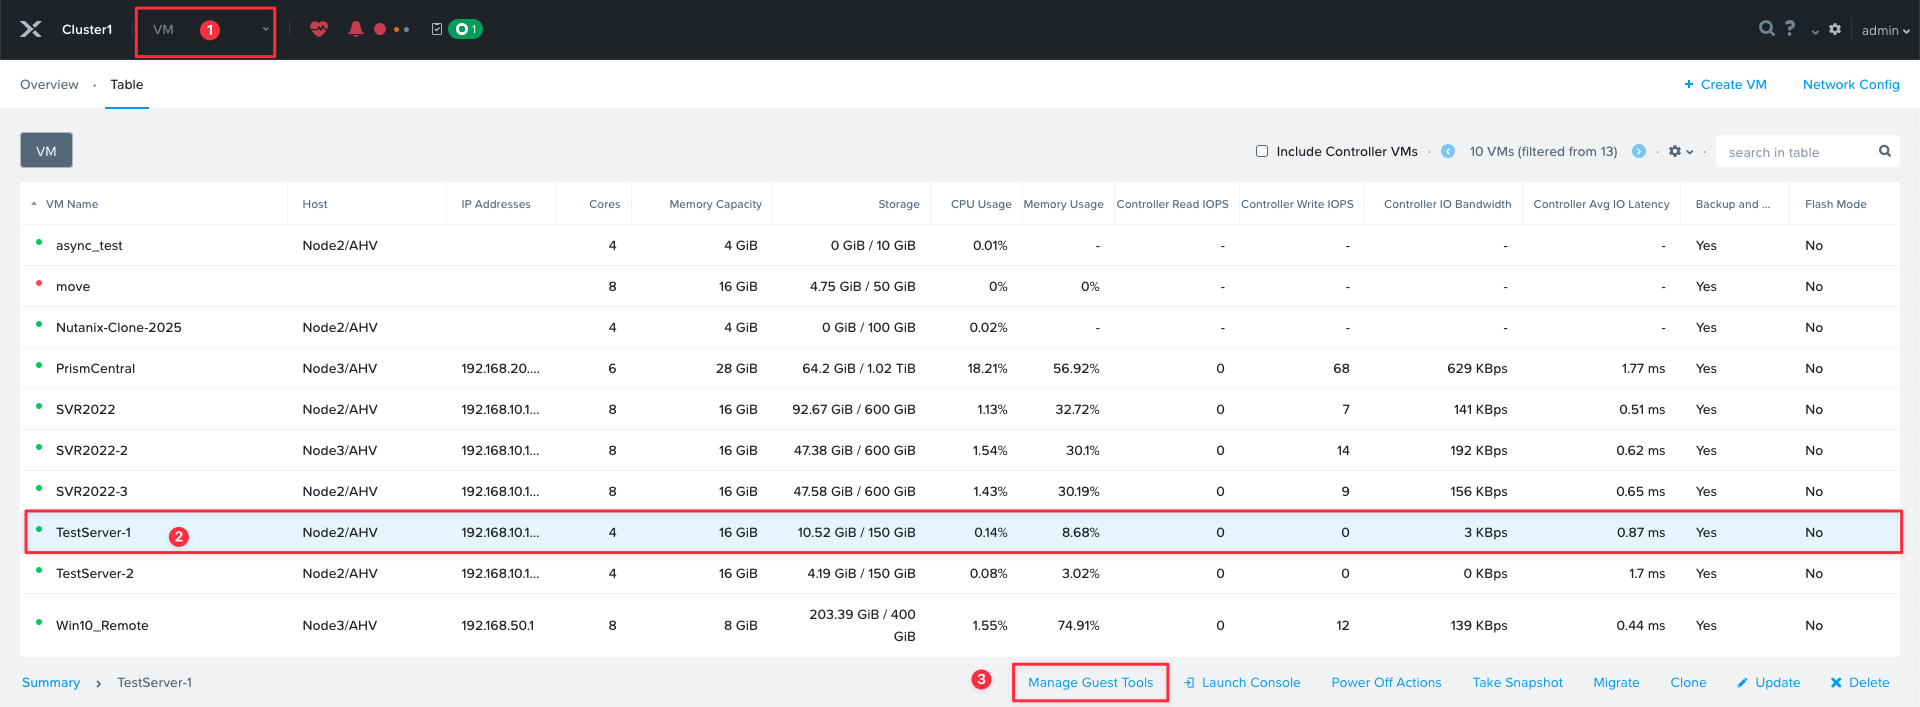 Cluster1 VM 1 1 admin
Overview · Table + Create VM Network Config
VM Include Controller VMs · 10 VMs (filtered from 13) · · search in table
VM Name Host IP Addresses Cores Memory Capacity Storage CPU Usage Memory Usage Controller Read IOPS Controller Write IOPS Controller IO Bandwidth Controller Avg IO Latency Backup and ... Flash Mode
async_test Node2/AHV 4 4 GiB 0 GiB / 10 GiB 0.01% - - - - - Yes No
move 8 16 GiB 4.75 GiB / 50 GiB 0% 0% - - - - Yes No
Nutanix-Clone-2025 Node2/AHV 4 4 GiB 0 GiB / 100 GiB 0.02% - - - - - Yes No
PrismCentral Node3/AHV 192.168.20.... 6 28 GiB 64.2 GiB / 1.02 TiB 18.21% 56.92% 0 68 629 KBps 1.77 ms Yes No
SVR2022 Node2/AHV 192.168.10.1... 8 16 GiB 92.67 GiB / 600 GiB 1.13% 32.72% 0 7 141 KBps 0.51 ms Yes No
SVR2022-2 Node3/AHV 192.168.10.1... 8 16 GiB 47.38 GiB / 600 GiB 1.54% 30.1% 0 14 192 KBps 0.62 ms Yes No
SVR2022-3 Node2/AHV 192.168.10.1... 8 16 GiB 47.58 GiB / 600 GiB 1.43% 30.19% 0 9 156 KBps 0.65 ms Yes No
TestServer-1 2 Node2/AHV 192.168.10.1... 4 16 GiB 10.52 GiB / 150 GiB 0.14% 8.68% 0 0 3 KBps 0.87 ms Yes No
TestServer-2 Node2/AHV 192.168.10.1... 4 16 GiB 4.19 GiB / 150 GiB 0.08% 3.02% 0 0 0 KBps 1.7 ms Yes No
Win10_Remote Node3/AHV 192.168.50.1 8 8 GiB 203.39 GiB / 400 GiB 1.55% 74.91% 0 12 139 KBps 0.44 ms Yes No
Summary > TestServer-1 3 Manage Guest Tools Launch Console Power Off Actions Take Snapshot Migrate Clone Update Delete